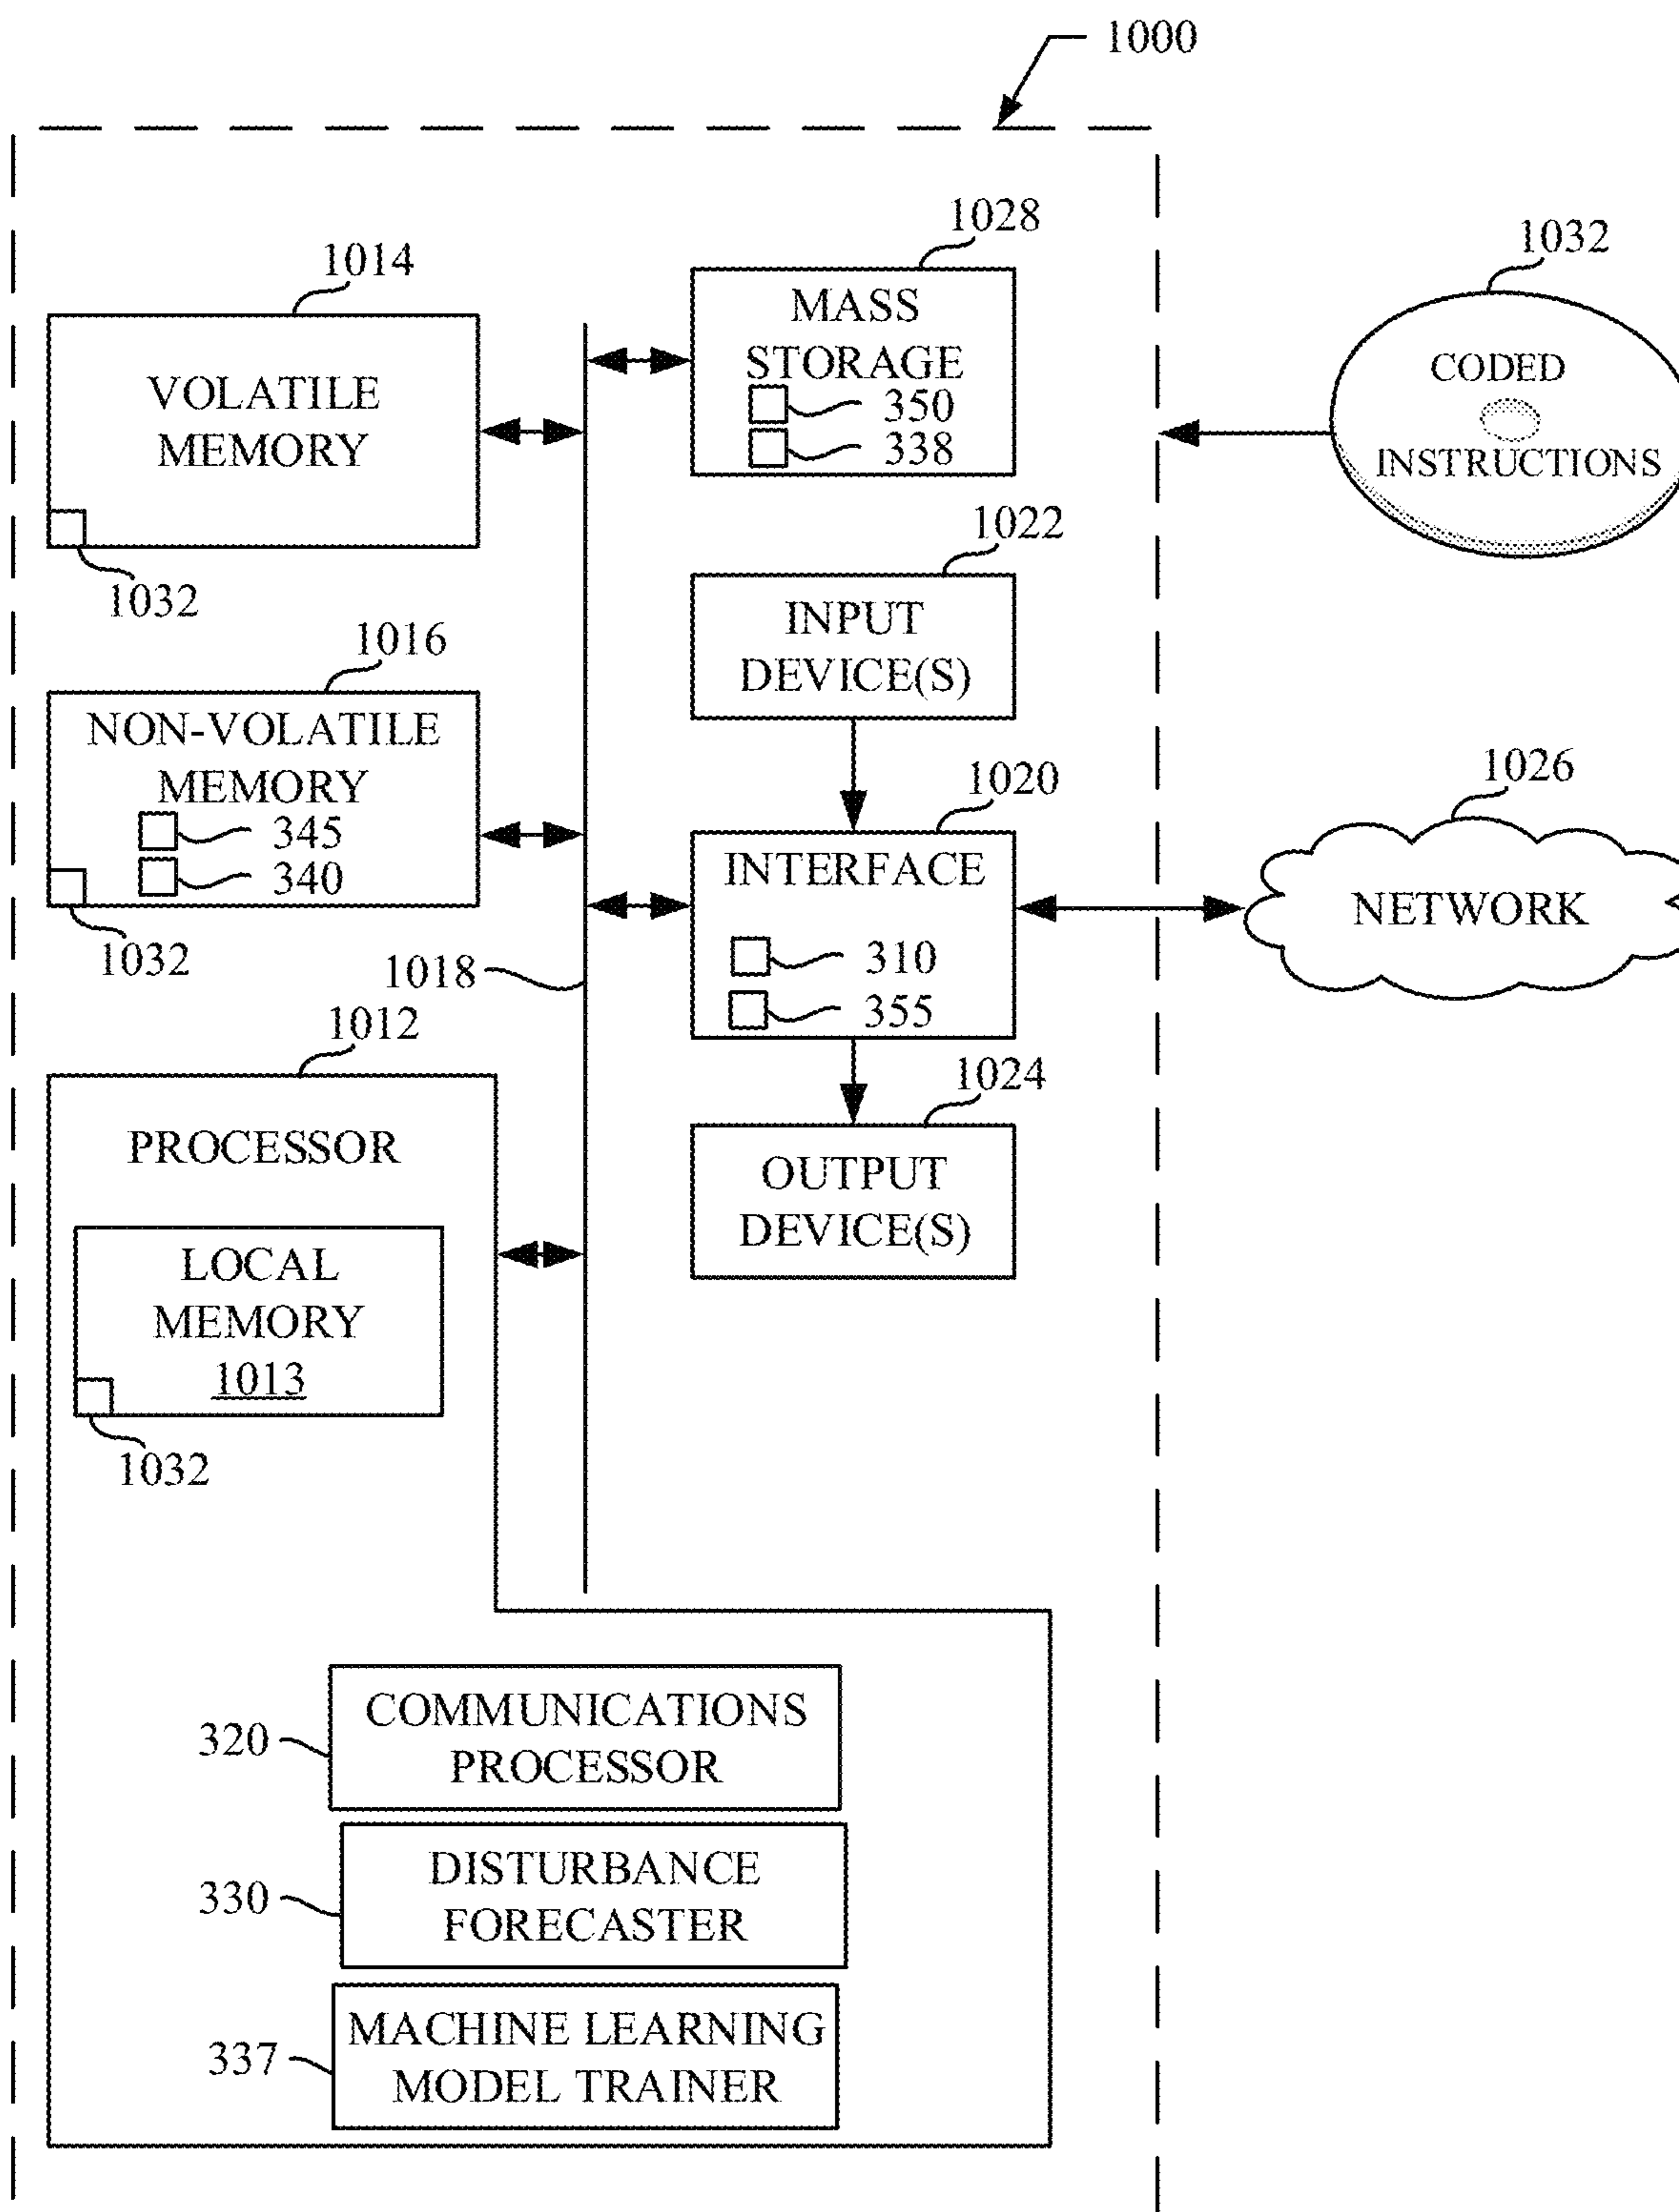 1000
1028
1032
1014
MASS
STORAGE
350
338
VOLATILE
MEMORY
1032
CODED
INSTRUCTIONS
1022
INPUT
DEVICE(S)
1016
NON-VOLATILE
MEMORY
345
340
1032
1020
INTERFACE
310
355
1026
NETWORK
1018
1012
PROCESSOR
LOCAL
MEMORY
1013
1032
1024
OUTPUT
DEVICE(S)
320
COMMUNICATIONS
PROCESSOR
330
DISTURBANCE
FORECASTER
337
MACHINE LEARNING
MODEL TRAINER